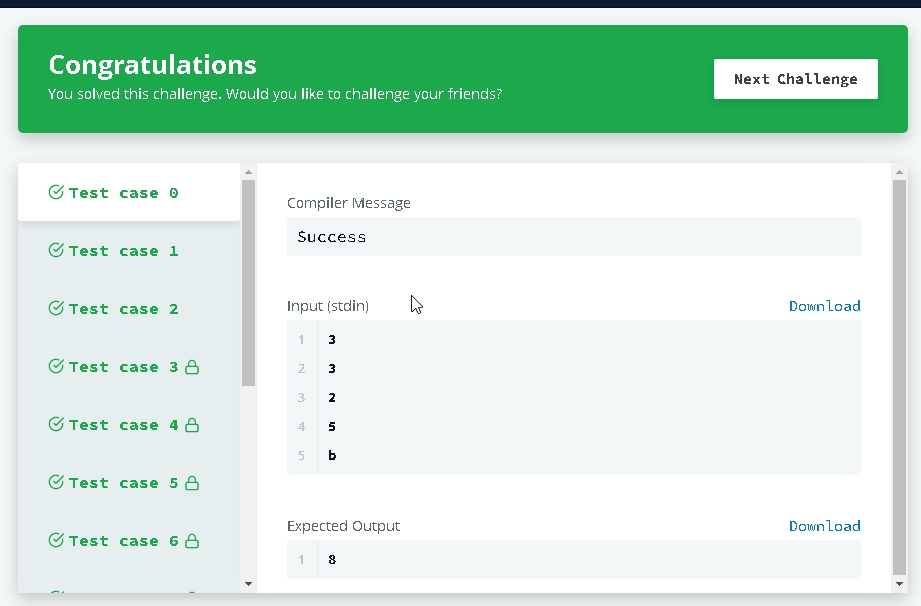 Congratulations
You solved this challenge. Would you like to challenge your friends?
Next Challenge
Test case 0
Test case 1
Test case 2
Test case 3
Test case 4
Test case 5
Test case 6
Compiler Message
Success
Input (stdin)
Download
1 3
2 3
3 2
4 5
5 b
Expected Output
Download
1 8